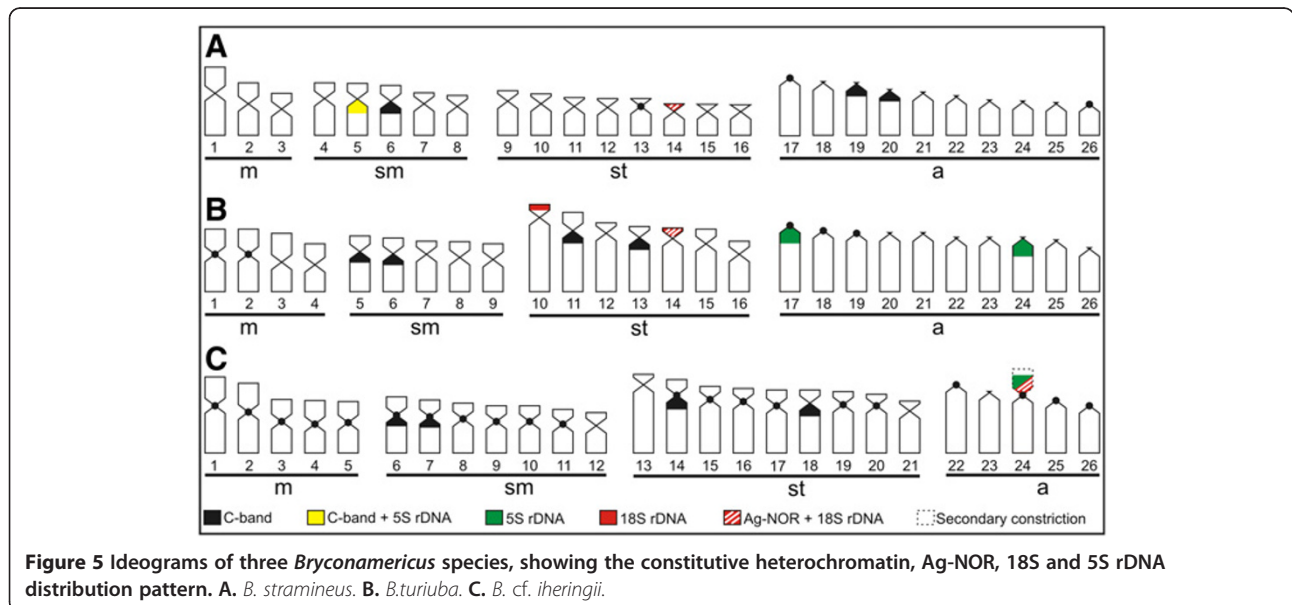 A
1 2 3 4 5 6 7 8 9 10 11 12 13 14 15 16 17 18 19 20 21 22 23 24 25 26
m sm st a
B
1 2 3 4 5 6 7 8 9 10 11 12 13 14 15 16 17 18 19 20 21 22 23 24 25 26
m sm st a
C
1 2 3 4 5 6 7 8 9 10 11 12 13 14 15 16 17 18 19 20 21 22 23 24 25 26
m sm st a
C-band C-band + 5S rDNA 5S rDNA 18S rDNA Ag-NOR + 18S rDNA Secondary constriction
Figure 5 Ideograms of three Bryconamericus species, showing the constitutive heterochromatin, Ag-NOR, 18S and 5S rDNA
distribution pattern. A. B. stramineus. B. B.turiuba. C. B. cf. iheringii.